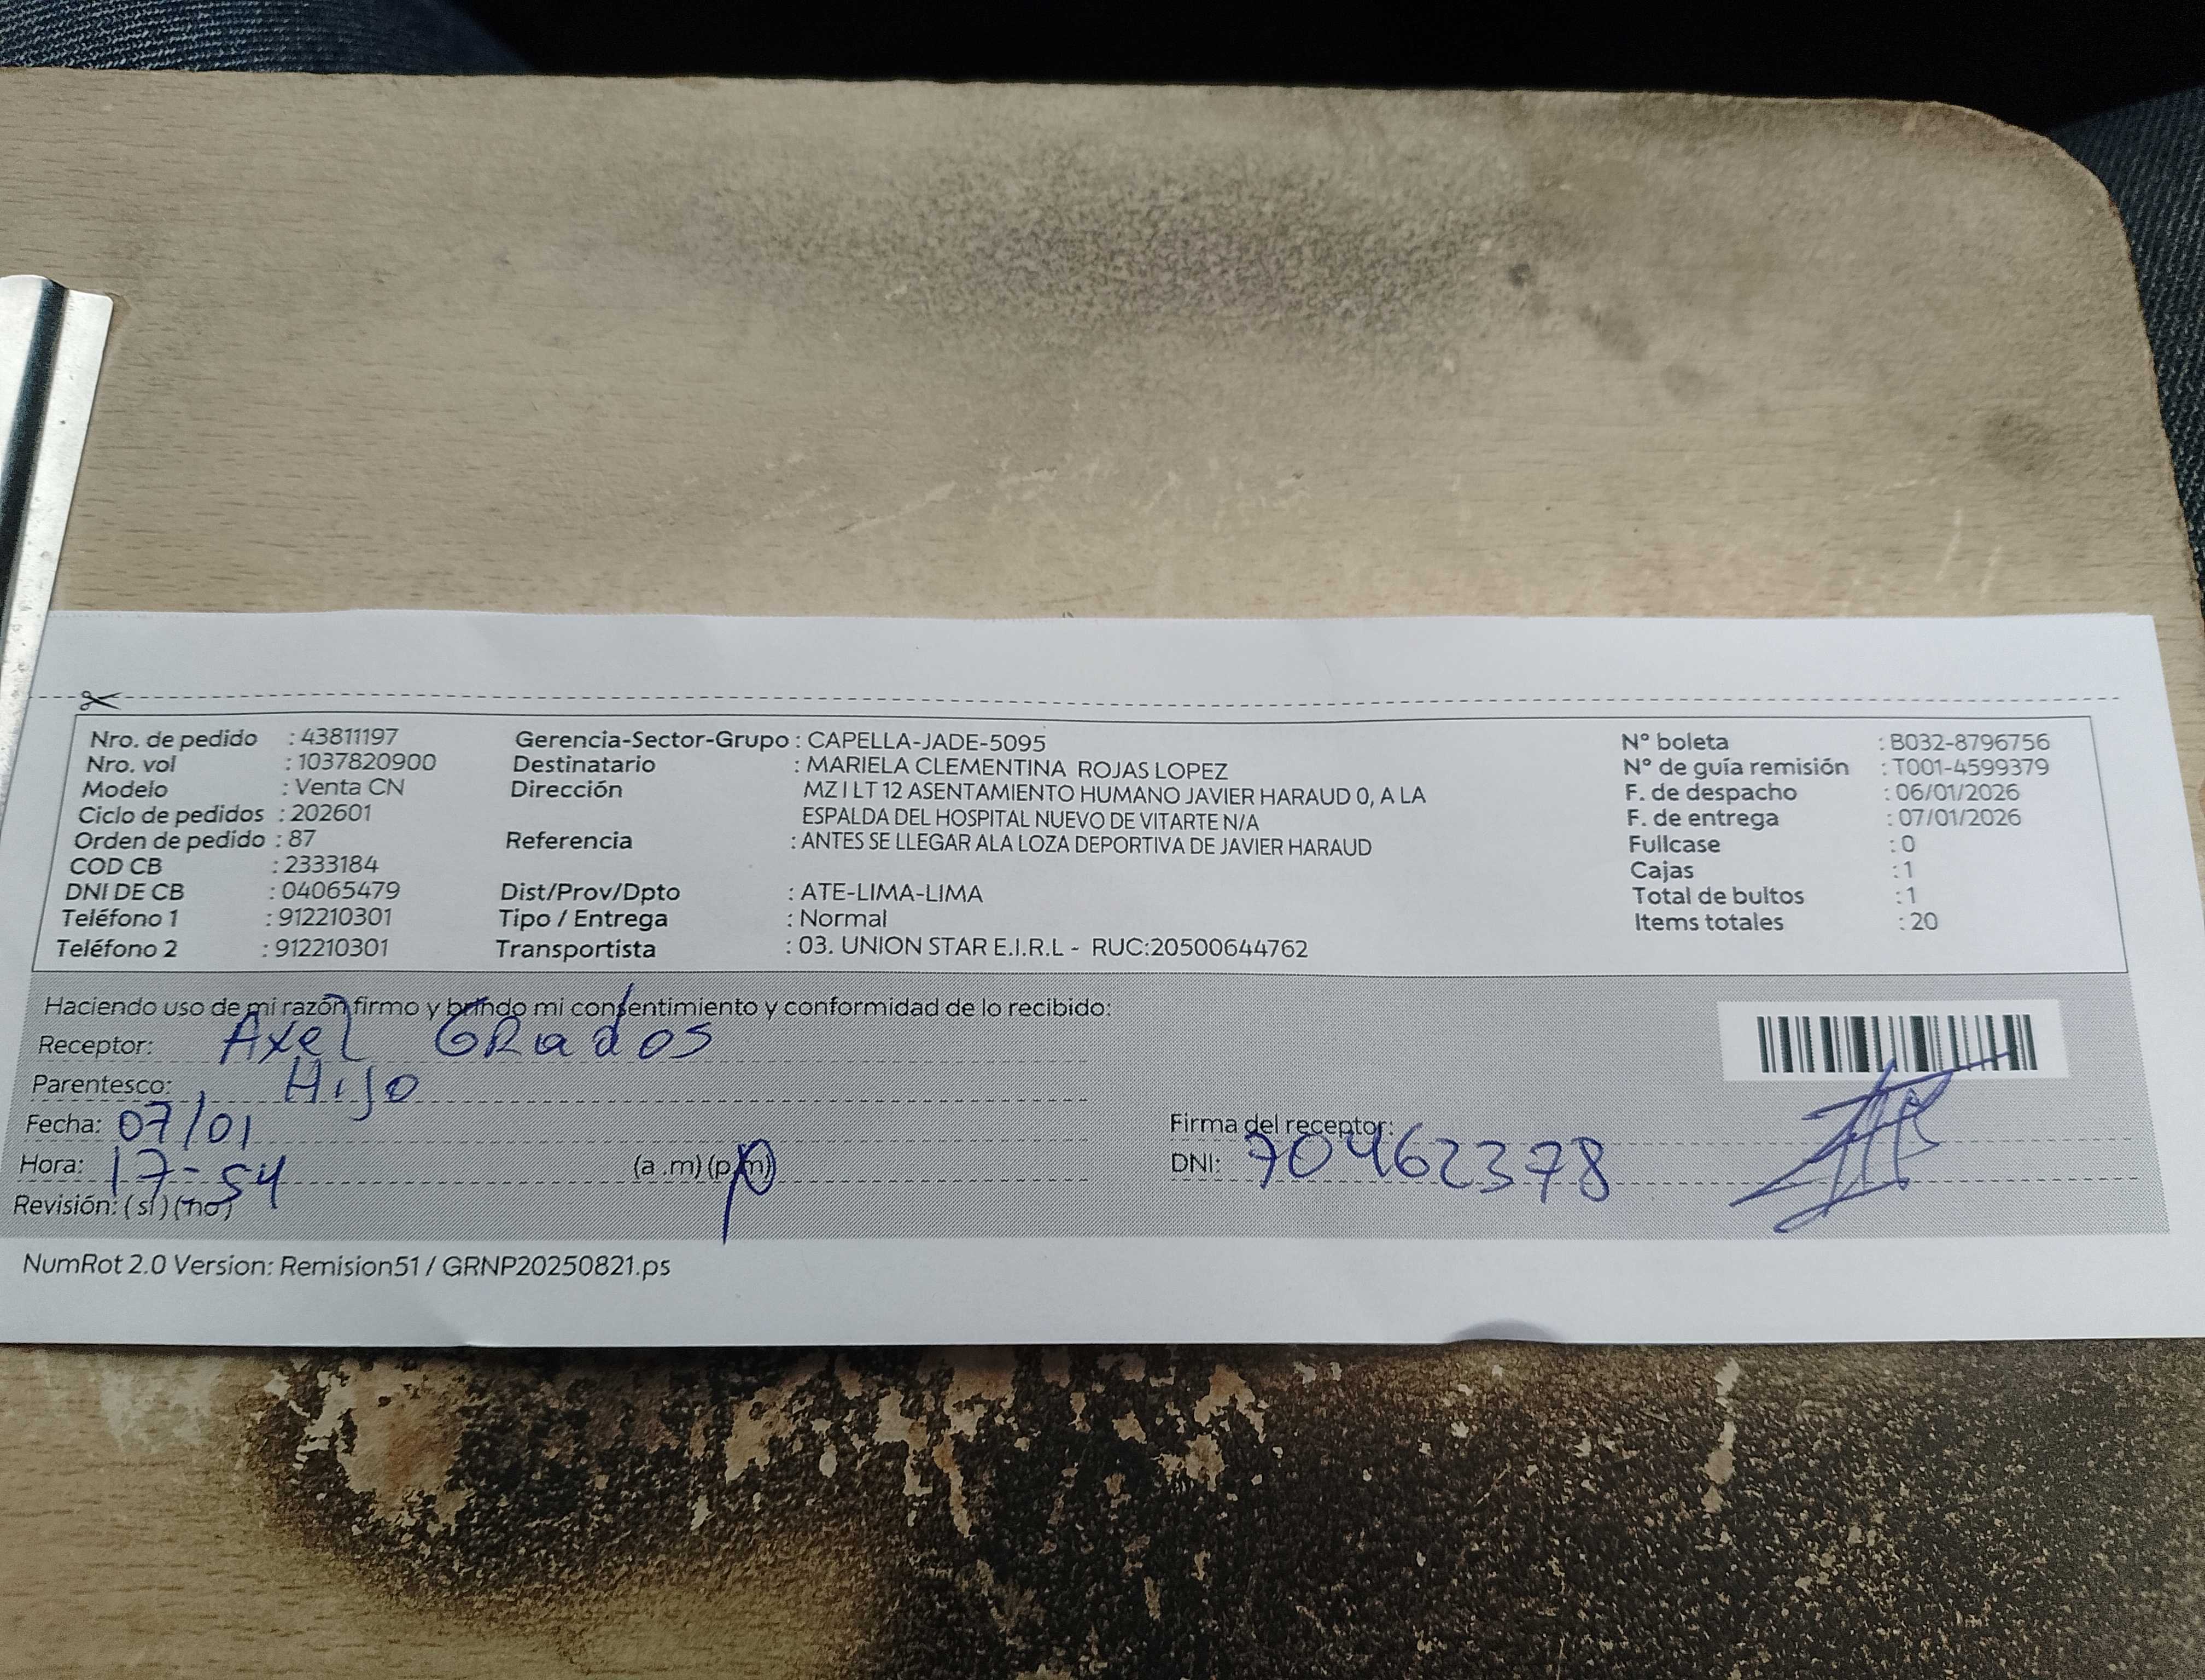 Nro. de pedido : 43811197 Gerencia-Sector-Grupo : CAPELLA-JADE-5095 N° boleta : B032-8796756
Nro. vol : 1037820900 Destinatario : MARIELA CLEMENTINA ROJAS LOPEZ N° de guía remisión : T001-4599379
Modelo : Venta CN Dirección MZ I LT 12 ASENTAMIENTO HUMANO JAVIER HARAUD 0, A LA F. de despacho : 06/01/2026
Ciclo de pedidos : 202601 ESPALDA DEL HOSPITAL NUEVO DE VITARTE N/A F. de entrega : 07/01/2026
Orden de pedido : 87 Referencia : ANTES SE LLEGAR ALA LOZA DEPORTIVA DE JAVIER HARAUD Fullcase : 0
COD CB : 2333184 Cajas : 1
DNI DE CB : 04065479 Dist/Prov/Dpto : ATE-LIMA-LIMA Total de bultos : 1
Teléfono 1 : 912210301 Tipo / Entrega : Normal Items totales : 20
Teléfono 2 : 912210301 Transportista : 03. UNION STAR E.I.R.L - RUC:20500644762
Haciendo uso de mi razón firmo y brindo mi consentimiento y conformidad de lo recibido:
Receptor: Axel GRados
Parentesco: Hijo
Fecha: 07/01 Firma del receptor:
Hora: 17-54 (a .m) (p.m) DNI: 70462378
Revisión: ( sí ) (no)
NumRot 2.0 Version: Remision51 / GRNP20250821.ps